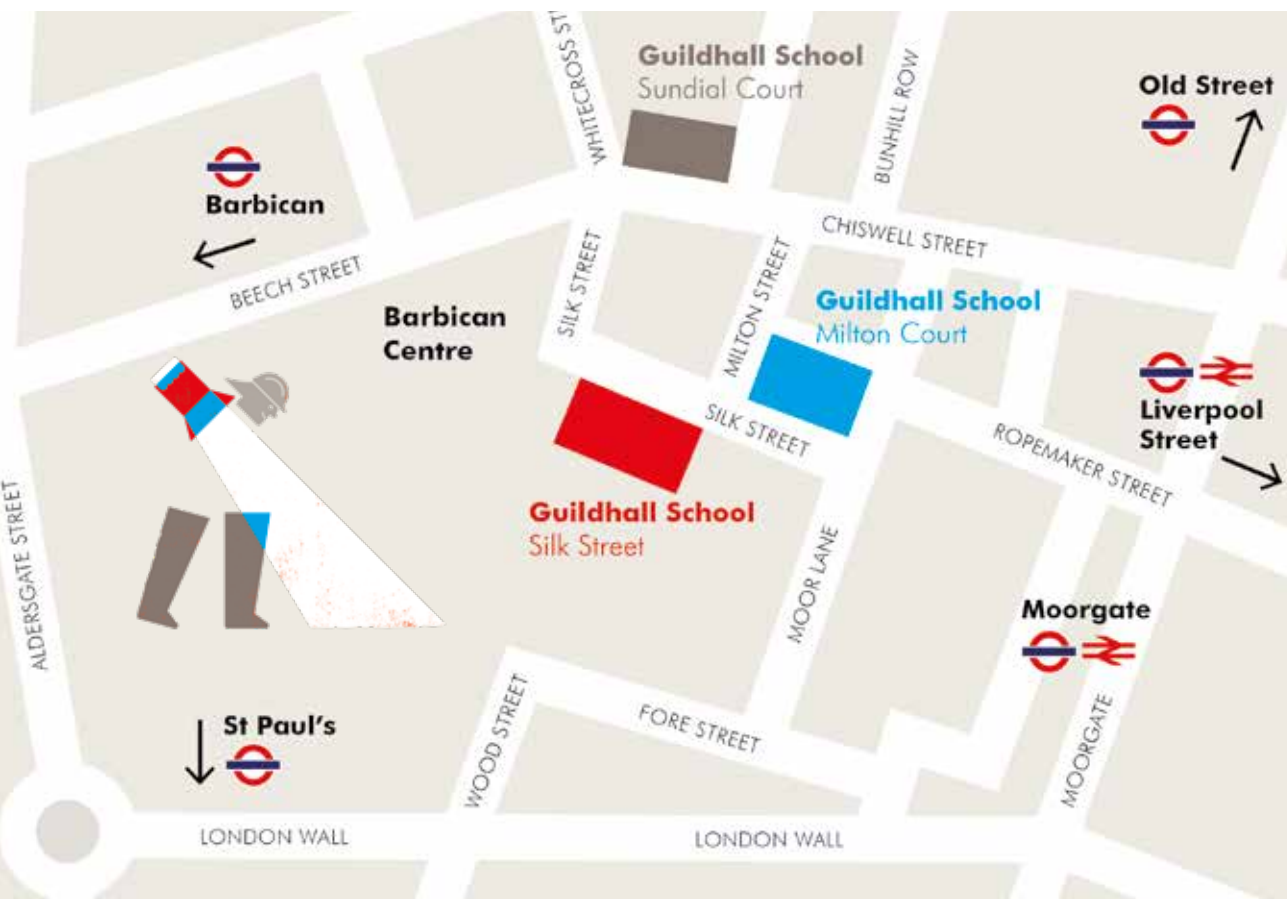 WHITECROSS ST
Guildhall School
Sundial Court
BUNHILL ROW
Old Street
Barbican
CHISWELL STREET
BEECH STREET
SILK STREET
MILTON STREET
Barbican
Centre
Guildhall School
Milton Court
Liverpool
Street
SILK STREET
ROPEMAKER STREET
Guildhall School
Silk Street
ALDERSGATE STREET
MOOR LANE
Moorgate
St Paul's
WOOD STREET
FORE STREET
MOORGATE
LONDON WALL
LONDON WALL